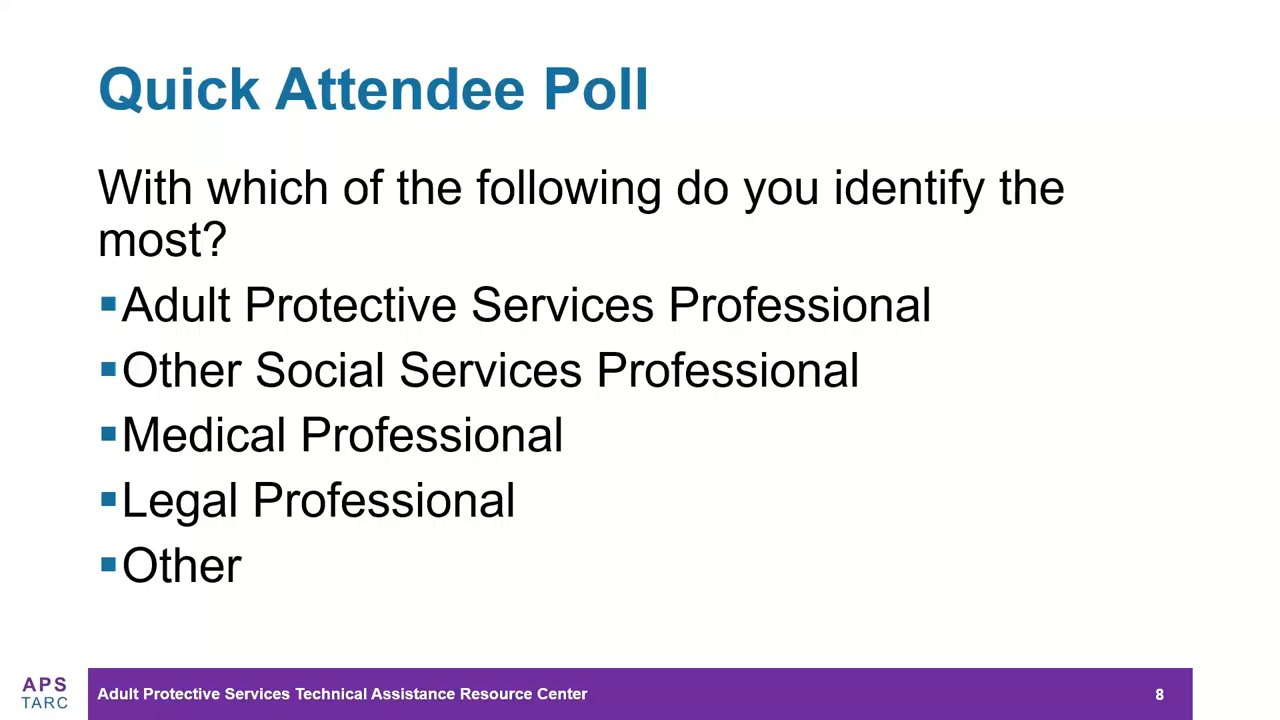 Quick Attendee Poll
With which of the following do you identify the
most?
▪Adult Protective Services Professional
▪Other Social Services Professional
▪Medical Professional
▪Legal Professional
▪Other
APS
TARC
Adult Protective Services Technical Assistance Resource Center
8